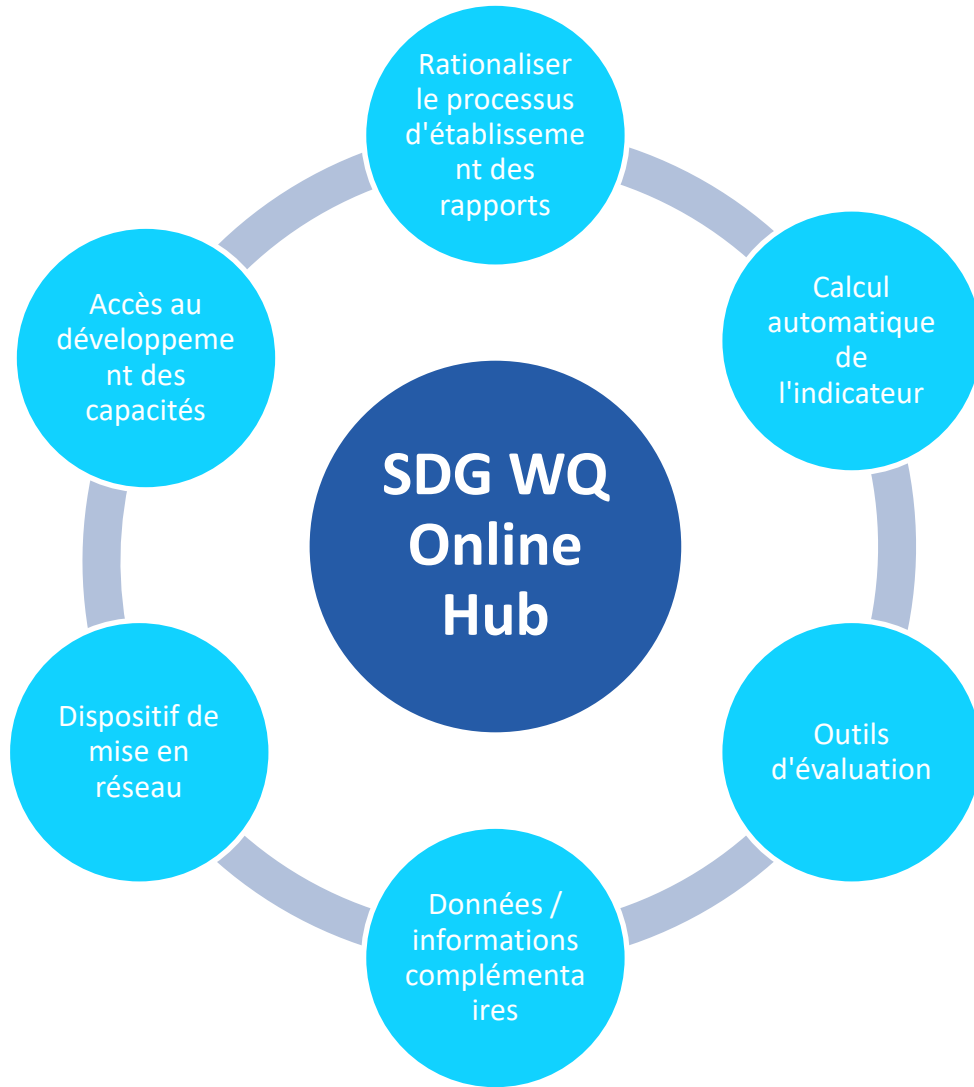 Rationaliser
le processus
d'établisseme
nt des
rapports
Calcul
automatique
de
l'indicateur
Outils
d'évaluation
Données /
informations
complémenta
ires
Dispositif de
mise en
réseau
Accès au
développeme
nt des
capacités
SDG WQ
Online
Hub